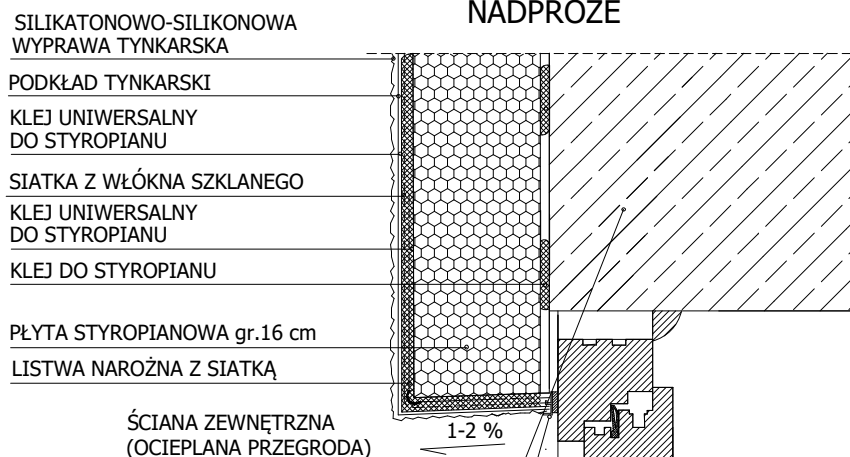 NADPROŻE
SILIKATONOWO-SILIKONOWA
WYPRAWA TYNKARSKA
PODKŁAD TYNKARSKI
KLEJ UNIWERSALNY
DO STYROPIANU
SIATKA Z WŁÓKNA SZKLANEGO
KLEJ UNIWERSALNY
DO STYROPIANU
KLEJ DO STYROPIANU
PŁYTA STYROPIANOWA gr.16 cm
LISTWA NAROŻNA Z SIATKĄ
ŚCIANA ZEWNĘTRZNA
(OCIEPLANA PRZEGRODA)
1-2 %